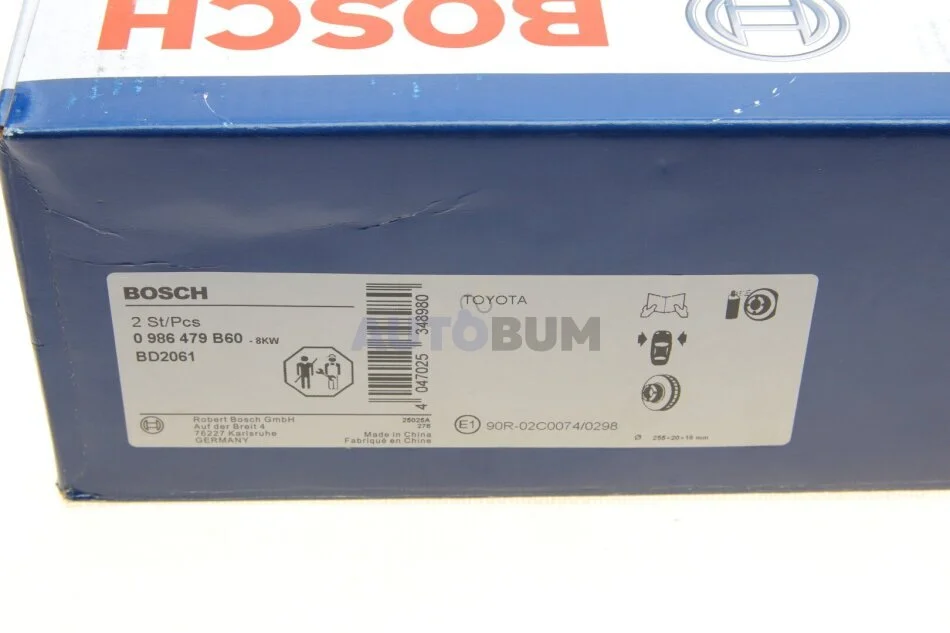 BOSCH
BOSCH
2 St/Pcs
0 986 479 B60 - 8KW
BD2061
4 047025 348980
TOYOTA
AUTOBUM
Robert Bosch GmbH
Auf der Breit 4
76227 Karlsruhe
GERMANY
25025A
276
Made in China
Fabriqué en Chine
E1 90R-02C0074/0298